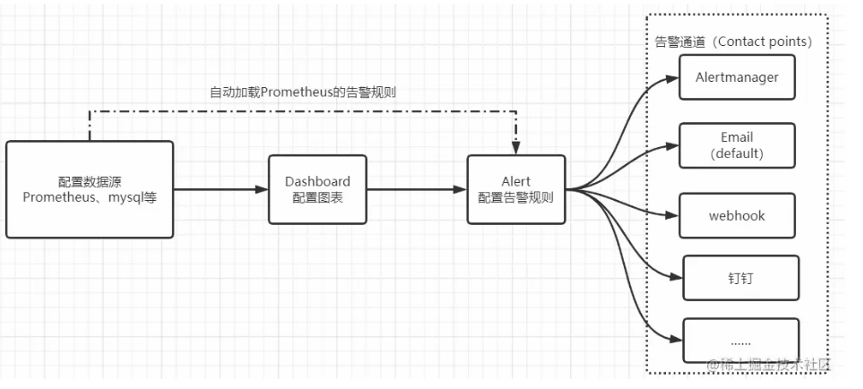 告警通道（Contact points）
自动加载Prometheus的告警规则
配置数据源
Prometheus、mysql等
Dashboard
配置图表
Alert
配置告警规则
Alertmanager
Email
（default）
webhook
钉钉
......
@稀土掘金技术社区